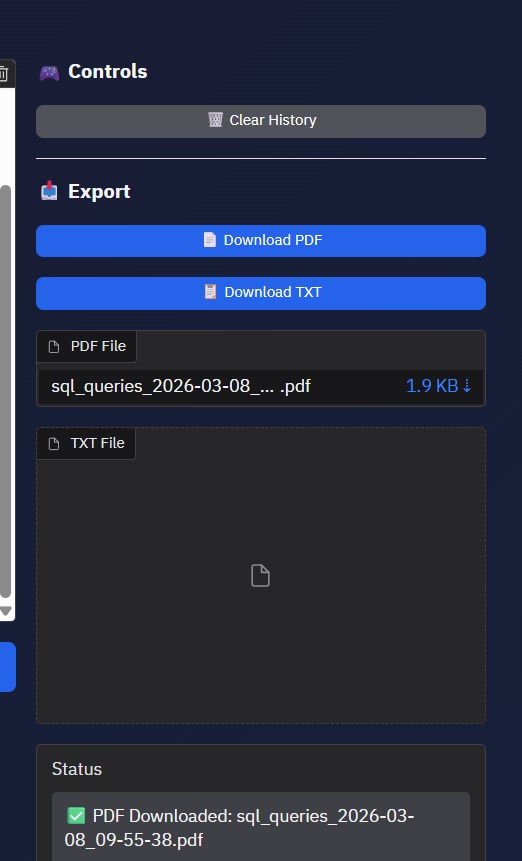 Controls
Clear History
Export
Download PDF
Download TXT
PDF File
sql_queries_2026-03-08_... .pdf 1.9 KB ⇣
TXT File
Status
✅ PDF Downloaded: sql_queries_2026-03-
08_09-55-38.pdf